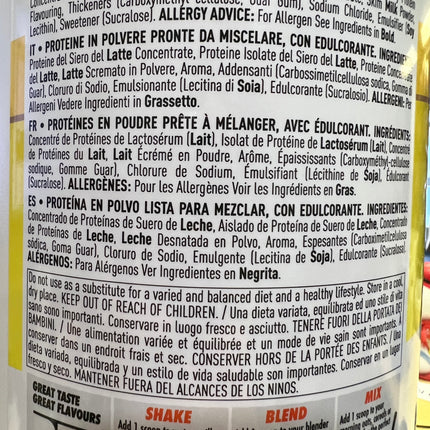 Flavouring, Thickeners (Carboxymethyl Cellulose, Guar Gum), Sodium Chloride, Emulsifier (Soy
Lecithin), Sweetener (Sucralose). ALLERGY ADVICE: For Allergen See Ingredients in Bold.
IT • PROTEINE IN POLVERE PRONTE DA MISCELARE, CON EDULCORANTE. INGREDIENTI:
Proteine del Siero del Latte Concentrate, Proteine Isolate del Siero del Latte, Proteine
Latte, Latte Scremato in Polvere, Aroma, Addensanti (Carbossimetilcellulosa sodica, Gomma di
Guar), Cloruro di Sodio, Emulsionante (Lecitina di Soia), Edulcorante (Sucralosio). ALLERGENI: Per
Allergeni Vedere Ingredienti in Grassetto.
FR • PROTÉINES EN POUDRE PRÊTE À MÉLANGER, AVEC ÉDULCORANT. INGRÉDIENTS:
Concentré de Protéines de Lactosérum (Lait), Isolat de Protéine de Lactosérum (Lait), Concentré
de Protéines du Lait, Lait Écrémé en Poudre, Arôme, Épaississants (Carboxyméthyl-cellulose
sodique, Gomme Guar), Chlorure de Sodium, Émulsifiant (Lécithine de Soja), Édulcorant
(Sucralose). ALLERGÈNES: Pour les Allergènes Voir les Ingrédients en Gras.
ES • PROTEÍNA EN POLVO LISTA PARA MEZCLAR, CON EDULCORANTE. INGREDIENTES:
Concentrado de Proteínas de Suero de Leche, Aislado de Proteína de Suero de Leche, Concentrado
de Proteínas de Leche, Leche Desnatada en Polvo, Aroma, Espesantes (Carboximetilcelulosa
sódica, Goma Guar), Cloruro de Sodio, Emulgente (Lecitina de Soja), Edulcorante (Sucralosa).
ALÉRGENOS: Para Alérgenos Ver Ingredientes en Negrita.
Do not use as a substitute for a varied and balanced diet and a healthy lifestyle. Store in a cool,
dry place. KEEP OUT OF REACH OF CHILDREN. / Una dieta variata, equilibrata ed uno stile di vita
sano sono importanti. Conservare in luogo fresco e asciutto. TENERE FUORI DALLA PORTATA DEI
BAMBINI. / Une alimentation variée et équilibrée et un mode de vie sain sont importants. À
conserver dans un endroit frais et sec. CONSERVER HORS DE LA PORTÉE DES ENFANTS. / Una
dieta variada, equilibrada y un estilo de vida saludable son importantes. Conservar en un lugar
fresco y seco. MANTENER FUERA DEL ALCANCES DE LOS NINOS.
GREAT TASTE
GREAT FLAVOURS
SHAKE
Add 1 scoop
BLEND
to your blender
MIX
Add 1 scoop to your